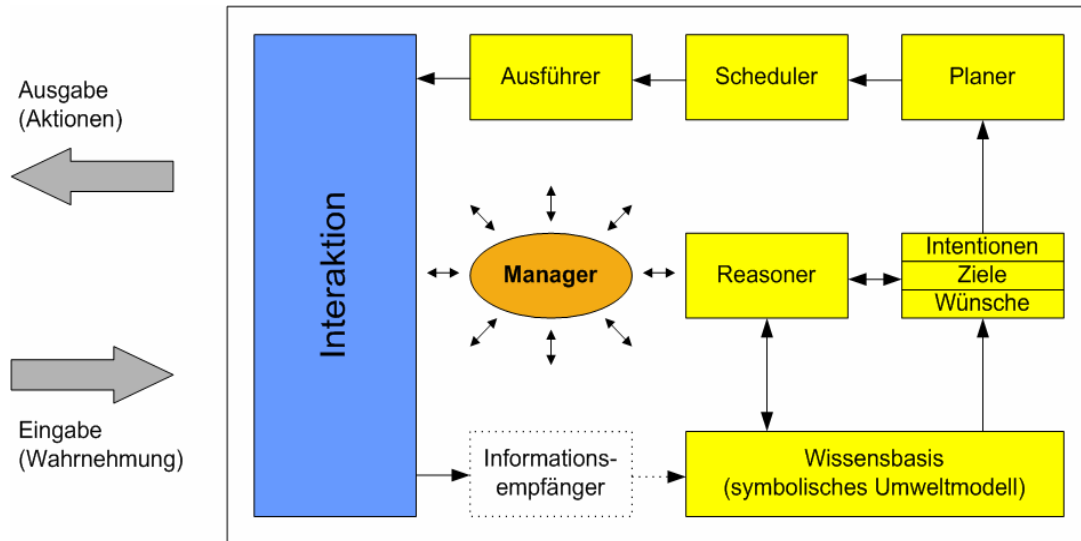 Ausgabe
(Aktionen)
Eingabe
(Wahrnehmung)
Interaktion
Ausführer
Scheduler
Planer
Manager
Reasoner
Intentionen
Ziele
Wünsche
Informations-
empfänger
Wissensbasis
(symbolisches Umweltmodell)